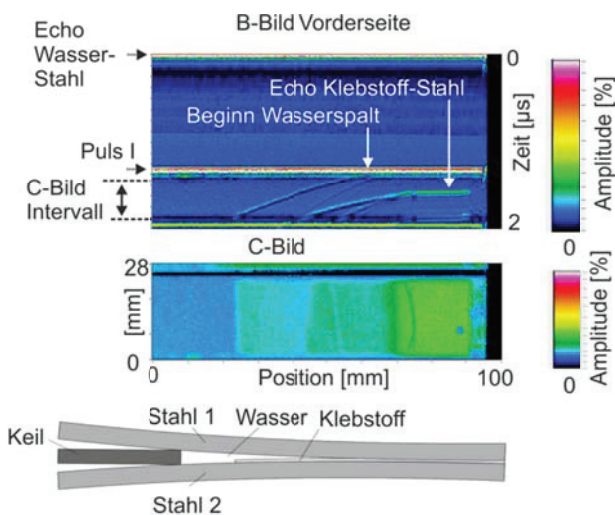 B-Bild Vorderseite
Echo
Wasser-
Stahl
0
Echo Klebstoff-Stahl
Beginn Wasserspalt
Zeit [µs]
Amplitude [%]
Puls I
C-Bild
Intervall
2
0
C-Bild
28
[mm]
0
0
Position [mm]
100
Amplitude [%]
0
Stahl 1
Wasser
Klebstoff
Keil
Stahl 2